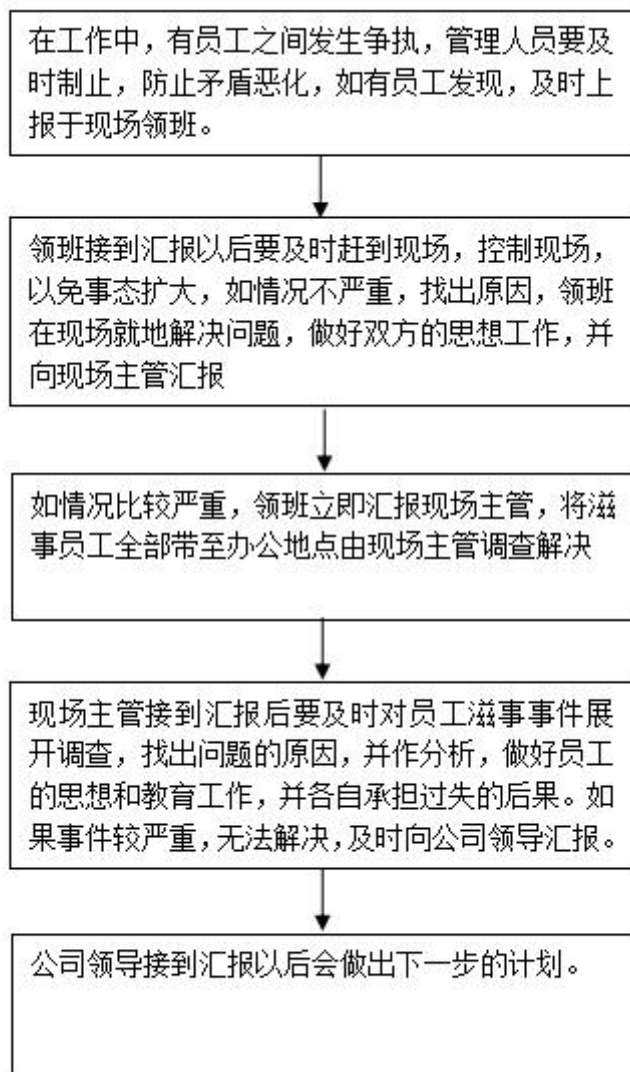 在工作中，有员工之间发生争执，管理人员要及
时制止，防止矛盾恶化，如有员工发现，及时上
报于现场领班。
领班接到汇报以后要及时赶到现场，控制现场，
以免事态扩大，如情况不严重，找出原因，领班
在现场就地解决问题，做好双方的思想工作，并
向现场主管汇报
如情况比较严重，领班立即汇报现场主管，将滋
事员工全部带至办公地点由现场主管调查解决
现场主管接到汇报后要及时对员工滋事事件展
开调查，找出问题的原因，并作分析，做好员工
的思想和教育工作，并各自承担过失的后果。如
果事件较严重，无法解决，及时向公司领导汇报。
公司领导接到汇报以后会做出下一步的计划。